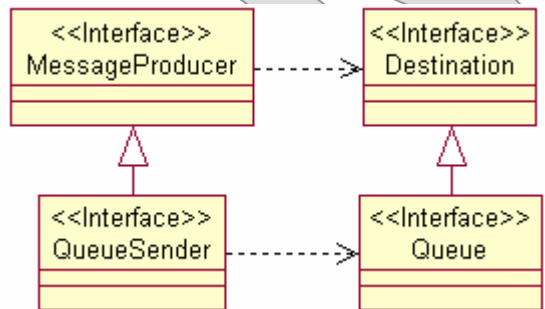 <<Interface>>
MessageProducer
<<Interface>>
Destination
<<Interface>>
QueueSender
<<Interface>>
Queue